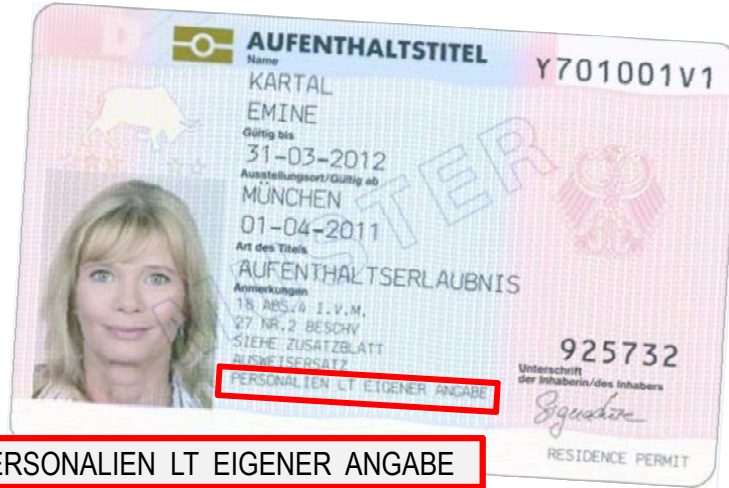 D
AUFENTHALTSTITEL
Y701001V1
Name
KARTAL
EMINE
Gültig bis
31-03-2012
Ausstellungsort/Gültig ab
MÜNCHEN
01-04-2011
Art des Titels
AUFENTHALTSERLAUBNIS
Anmerkungen
18 ABS.4 I.V.M.
27 NR.2 BESCHV
SIEHE ZUSATZBLATT
AUSWEISERSATZ
PERSONALIEN LT EIGENER ANGABE
MUSTER
925732
Unterschrift
der Inhaberin/des Inhabers
Signature
RESIDENCE PERMIT
ERSONALIEN LT EIGENER ANGABE